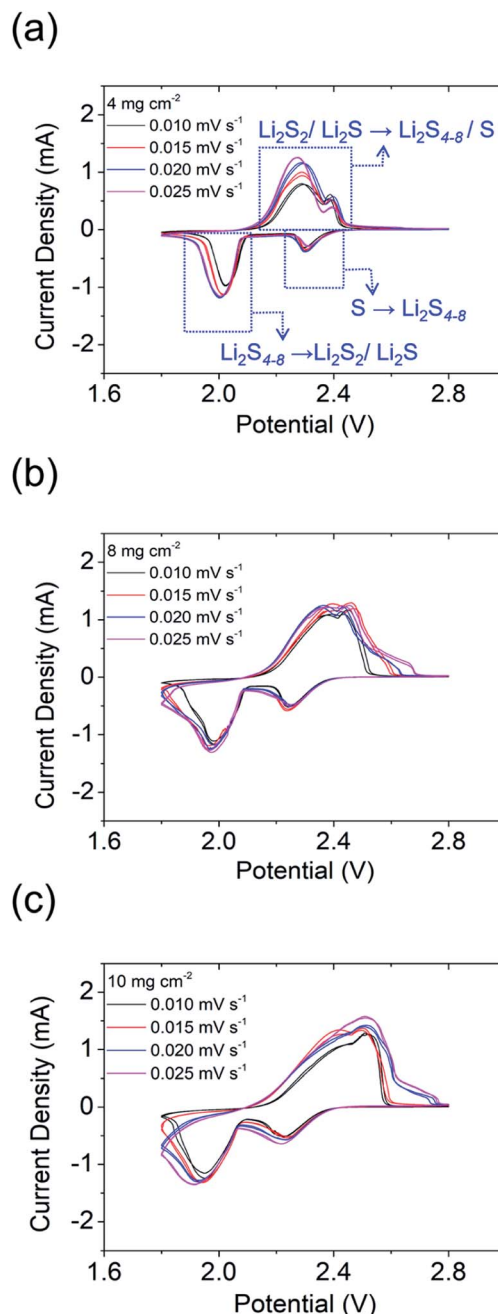 (a)
4 mg cm⁻²
0.010 mV s⁻¹
0.015 mV s⁻¹
0.020 mV s⁻¹
0.025 mV s⁻¹
Li₂S₂/ Li₂S → Li₂S₄₋₈/ S
S → Li₂S₄₋₈
Li₂S₄₋₈ →Li₂S₂/ Li₂S
Current Density (mA)
2
1
0
-1
-2
1.6 2.0 2.4 2.8
Potential (V)
(b)
8 mg cm⁻²
0.010 mV s⁻¹
0.015 mV s⁻¹
0.020 mV s⁻¹
0.025 mV s⁻¹
Current Density (mA)
2
1
0
-1
-2
1.6 2.0 2.4 2.8
Potential (V)
(c)
10 mg cm⁻²
0.010 mV s⁻¹
0.015 mV s⁻¹
0.020 mV s⁻¹
0.025 mV s⁻¹
Current Density (mA)
2
1
0
-1
-2
1.6 2.0 2.4 2.8
Potential (V)